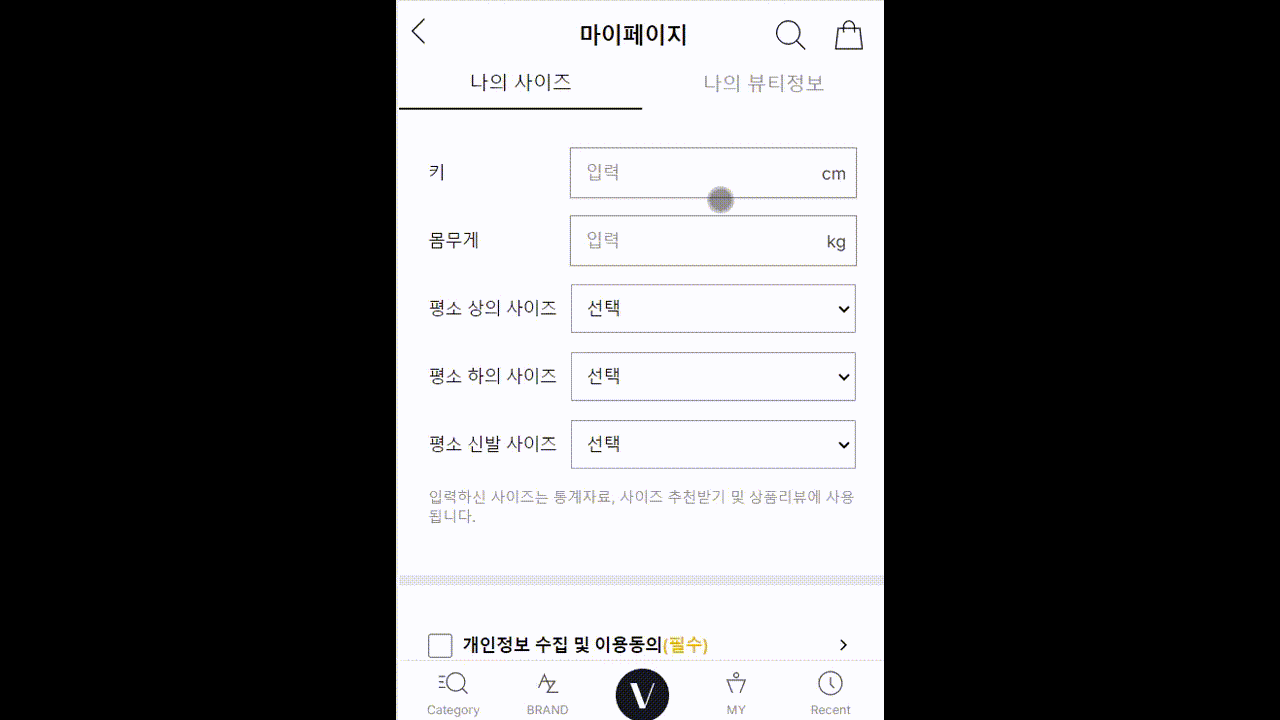 마이페이지
나의 사이즈 나의 뷰티정보
키 입력 cm
몸무게 입력 kg
평소 상의 사이즈 선택
평소 하의 사이즈 선택
평소 신발 사이즈 선택
입력하신 사이즈는 통계자료, 사이즈 추천받기 및 상품리뷰에 사용
됩니다.
개인정보 수집 및 이용동의(필수)
V
Category BRAND MY Recent